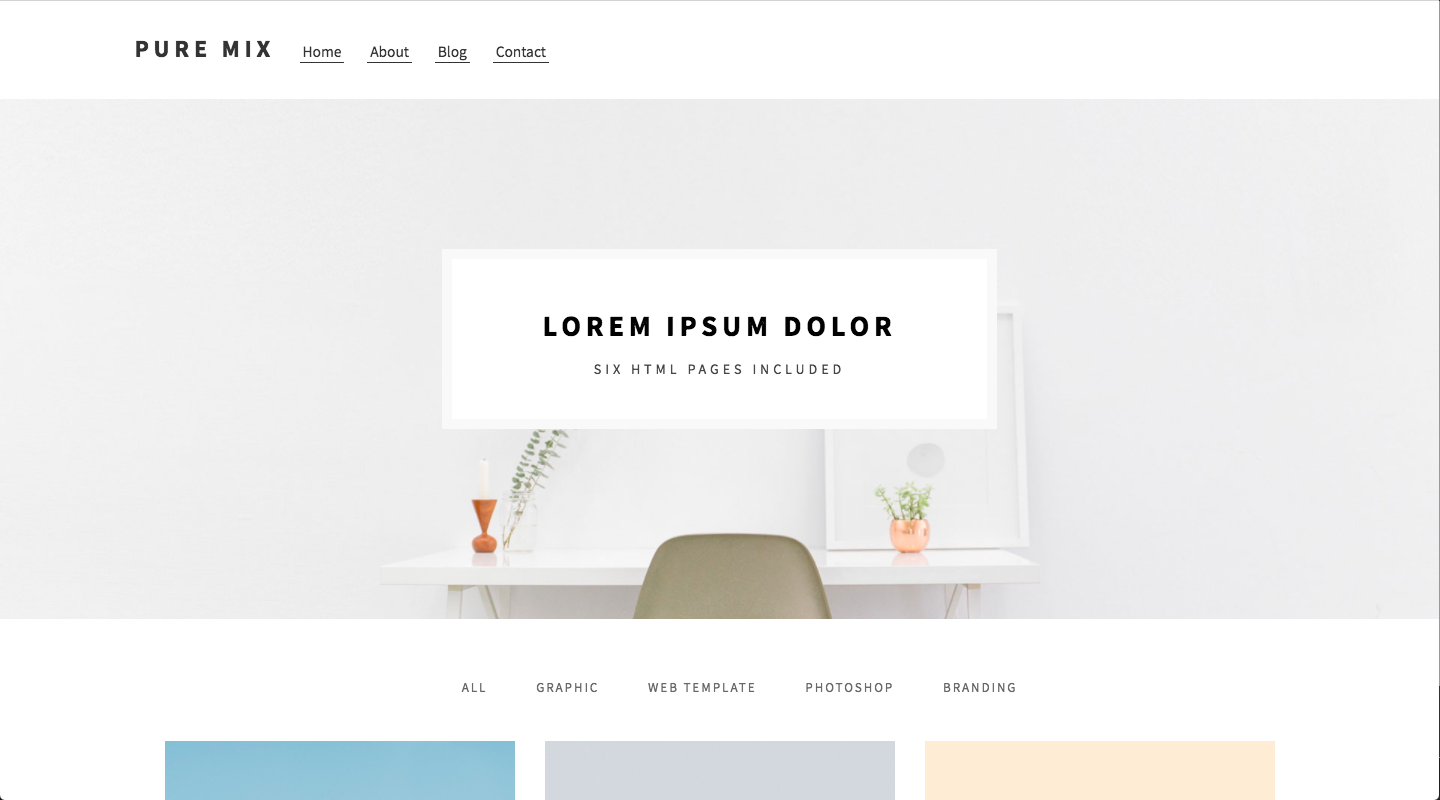 PURE MIX Home About Blog Contact
LOREM IPSUM DOLOR
SIX HTML PAGES INCLUDED
ALL GRAPHIC WEB TEMPLATE PHOTOSHOP BRANDING